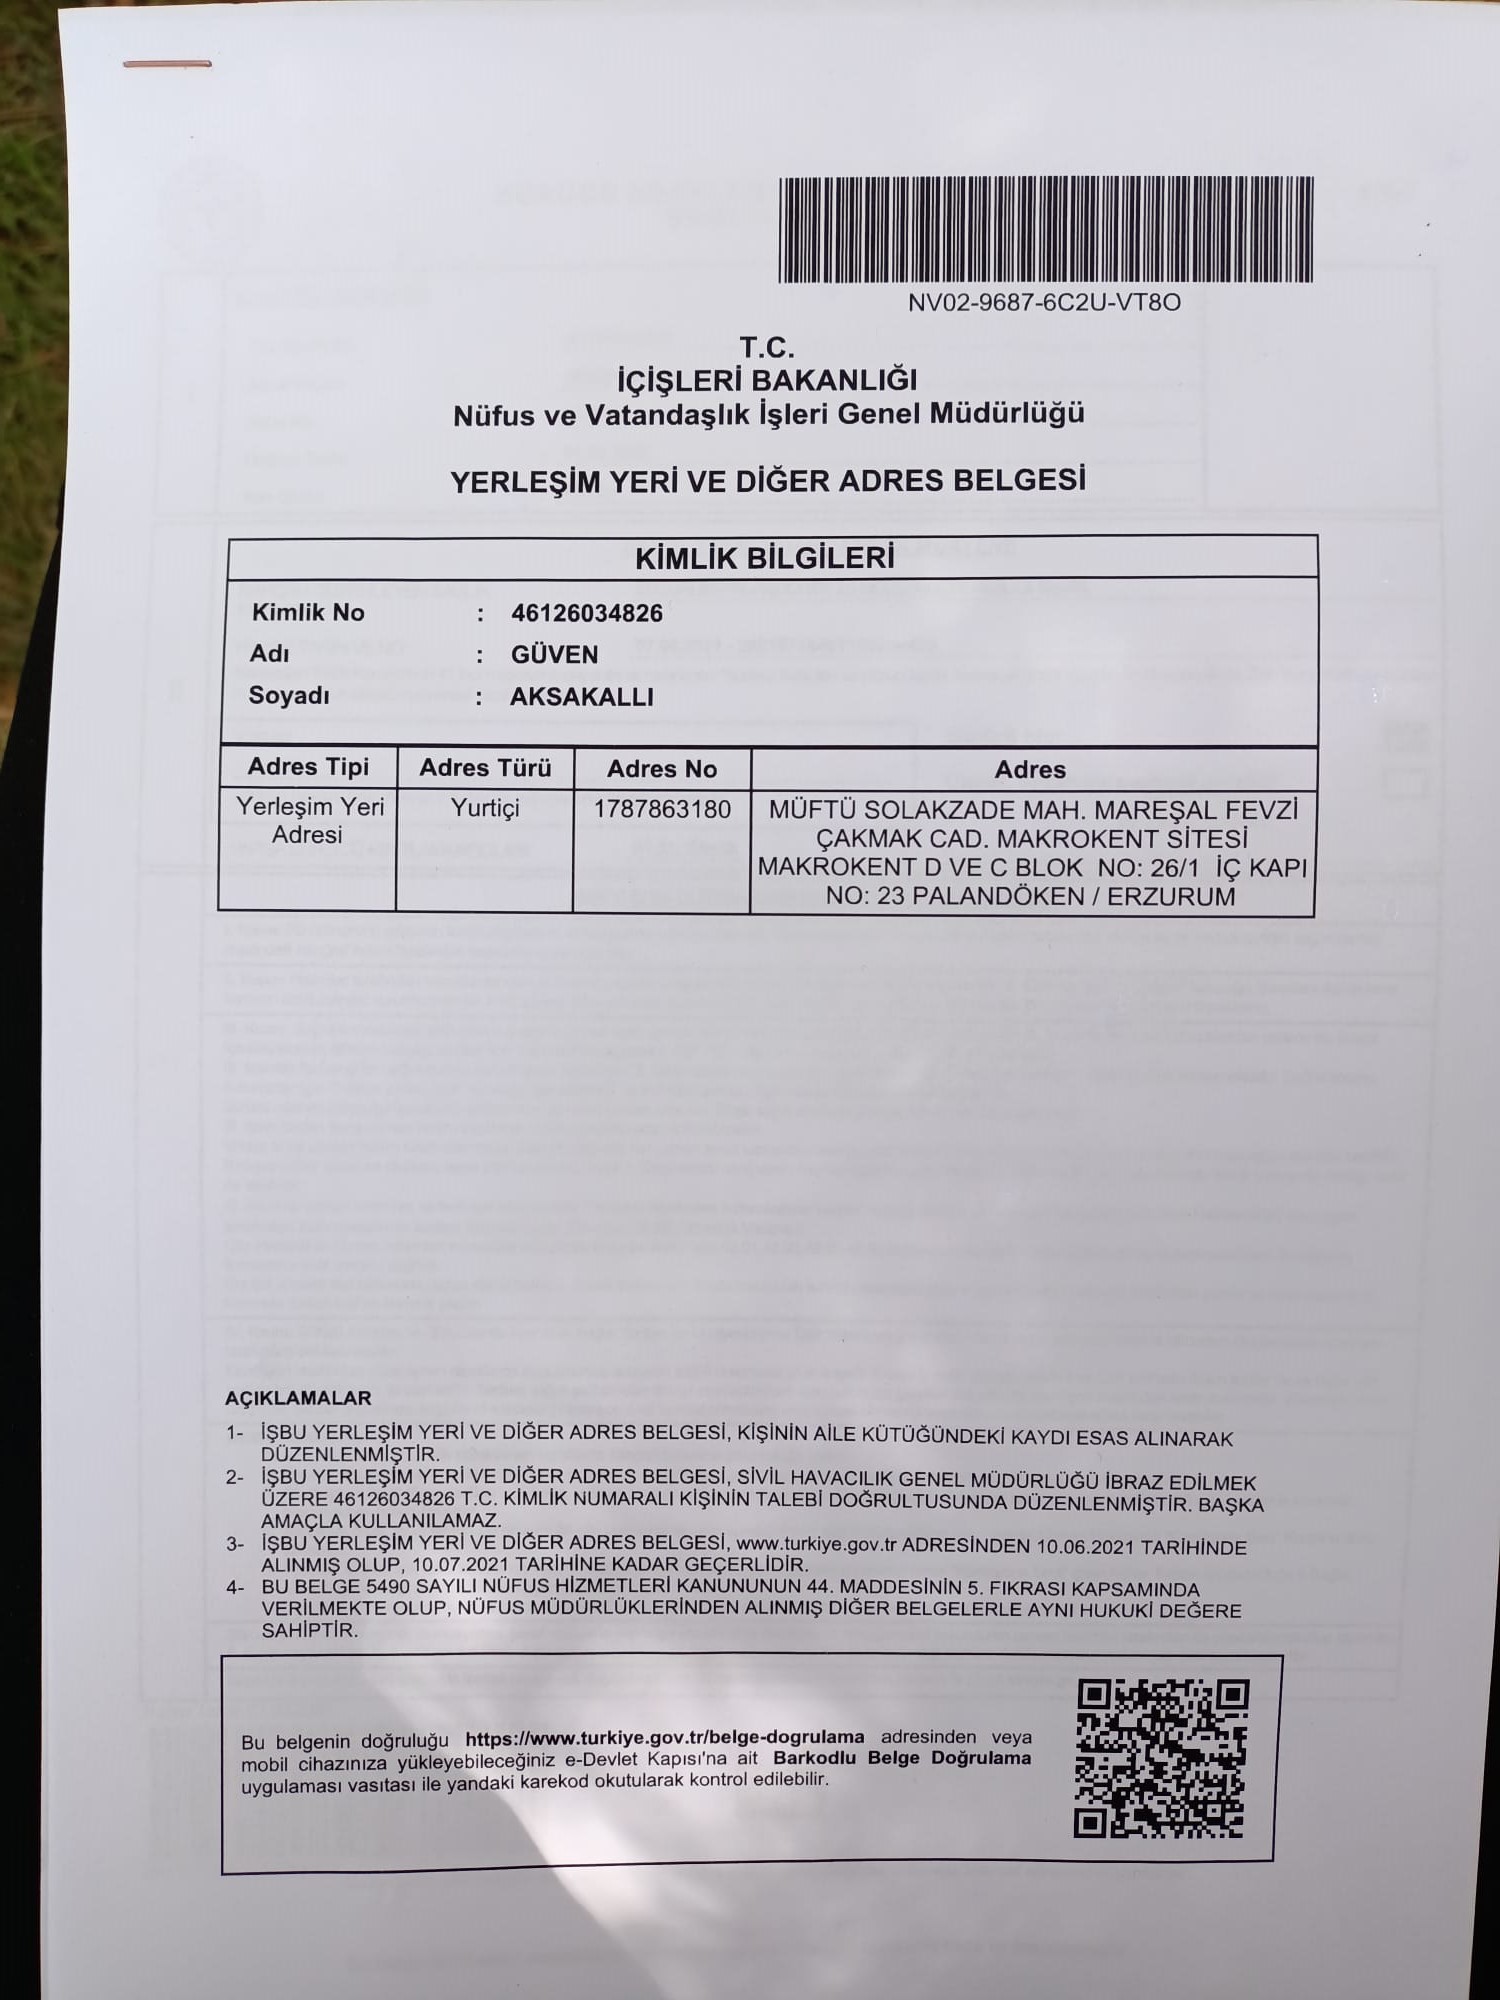 NV02-9687-6C2U-VT8O
T.C.
İÇİŞLERİ BAKANLIĞI
Nüfus ve Vatandaşlık İşleri Genel Müdürlüğü
YERLEŞİM YERİ VE DİĞER ADRES BELGESİ
KİMLİK BİLGİLERİ
Kimlik No : 46126034826
Adı : GÜVEN
Soyadı : AKSAKALLI
Adres Tipi Adres Türü Adres No Adres
Yerleşim Yeri Adresi Yurtiçi 1787863180 MÜFTÜ SOLAKZADE MAH. MAREŞAL FEVZİ
ÇAKMAK CAD. MAKROKENT SİTESİ
MAKROKENT D VE C BLOK NO: 26/1 İÇ KAPI
NO: 23 PALANDÖKEN / ERZURUM
AÇIKLAMALAR
1- İŞBU YERLEŞİM YERİ VE DİĞER ADRES BELGESİ, KİŞİNİN AİLE KÜTÜĞÜNDEKİ KAYDI ESAS ALINARAK
DÜZENLENMİŞTİR.
2- İŞBU YERLEŞİM YERİ VE DİĞER ADRES BELGESİ, SİVİL HAVACILIK GENEL MÜDÜRLÜĞÜ İBRAZ EDİLMEK
ÜZERE 46126034826 T.C. KİMLİK NUMARALI KİŞİNİN TALEBİ DOĞRULTUSUNDA DÜZENLENMİŞTİR. BAŞKA
AMAÇLA KULLANILAMAZ.
3- İŞBU YERLEŞİM YERİ VE DİĞER ADRES BELGESİ, www.turkiye.gov.tr ADRESİNDEN 10.06.2021 TARİHİNDE
ALINMIŞ OLUP, 10.07.2021 TARİHİNE KADAR GEÇERLİDİR.
4- BU BELGE 5490 SAYILI NÜFUS HİZMETLERİ KANUNUNUN 44. MADDESİNİN 5. FIKRASI KAPSAMINDA
VERİLMEKTE OLUP, NÜFUS MÜDÜRLÜKLERİNDEN ALINMIŞ DİĞER BELGELERLE AYNI HUKUKİ DEĞERE
SAHİPTİR.
Bu belgenin doğruluğu https://www.turkiye.gov.tr/belge-dogrulama adresinden veya
mobil cihazınıza yükleyebileceğiniz e-Devlet Kapısı'na ait Barkodlu Belge Doğrulama
uygulaması vasıtası ile yandaki karekod okutularak kontrol edilebilir.